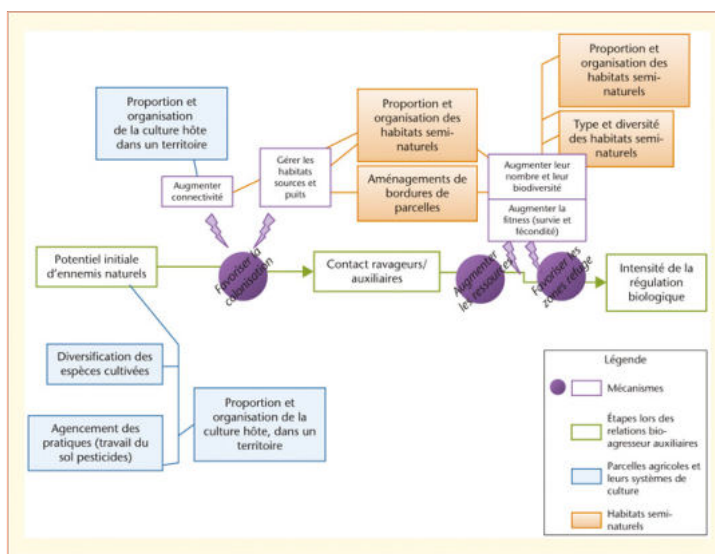 Proportion et
organisation des
habitats semi-
naturels
Proportion et
organisation
de la culture hôte
dans un territoire
Proportion et
organisation des
habitats semi-
naturels
Type et diversité
des habitats semi-
naturels
Gérer les
habitats
sources et
puits
Augmenter
connectivité
Aménagements de
bordures de
parcelles
Augmenter leur
nombre et leur
biodiversité
Augmenter la
fitness (survie et
fécondité)
Potentiel initiale
d'ennemis naturels
Favoriser la
colonisation
Contact ravageurs/
auxiliaires
Augmenter
les ressources
Favoriser les
zones refuge
Intensité de la
régulation
biologique
Diversification des
espèces cultivées
Agencement des
pratiques (travail du
sol pesticides)
Proportion et
organisation de la
culture hôte, dans un
territoire
Légende
Mécanismes
Étapes lors des
relations bio-
agresseur auxiliaires
Parcelles agricoles et
leurs systèmes de
culture
Habitats semi-
naturels